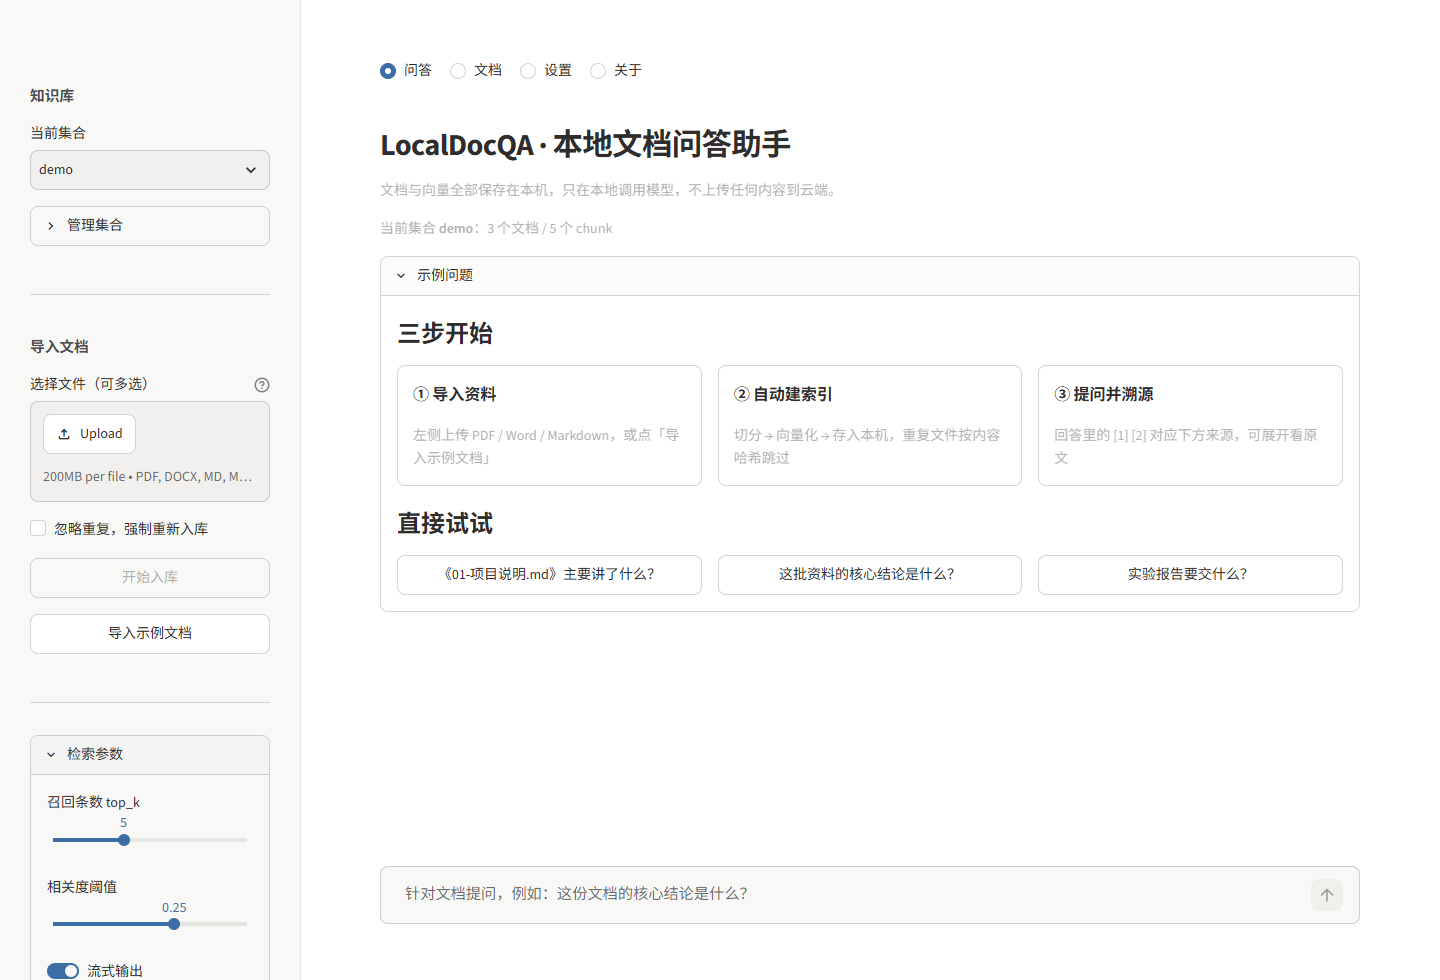 知识库
当前集合
demo
管理集合
导入文档
选择文件（可多选）
Upload
200MB per file • PDF, DOCX, MD, M...
忽略重复，强制重新入库
开始入库
导入示例文档
检索参数
召回条数 top_k
5
相关度阈值
0.25
流式输出
问答 文档 设置 关于
LocalDocQA · 本地文档问答助手
文档与向量全部保存在本机，只在本地调用模型，不上传任何内容到云端。
当前集合 demo：3 个文档 / 5 个 chunk
示例问题
三步开始
① 导入资料
左侧上传 PDF / Word / Markdown，或点「导
入示例文档」
② 自动建索引
切分 → 向量化 → 存入本机，重复文件按内容
哈希跳过
③ 提问并溯源
回答里的 [1] [2] 对应下方来源，可展开看原
文
直接试试
《01-项目说明.md》主要讲了什么？
这批资料的核心结论是什么？
实验报告要交什么？
针对文档提问，例如：这份文档的核心结论是什么？